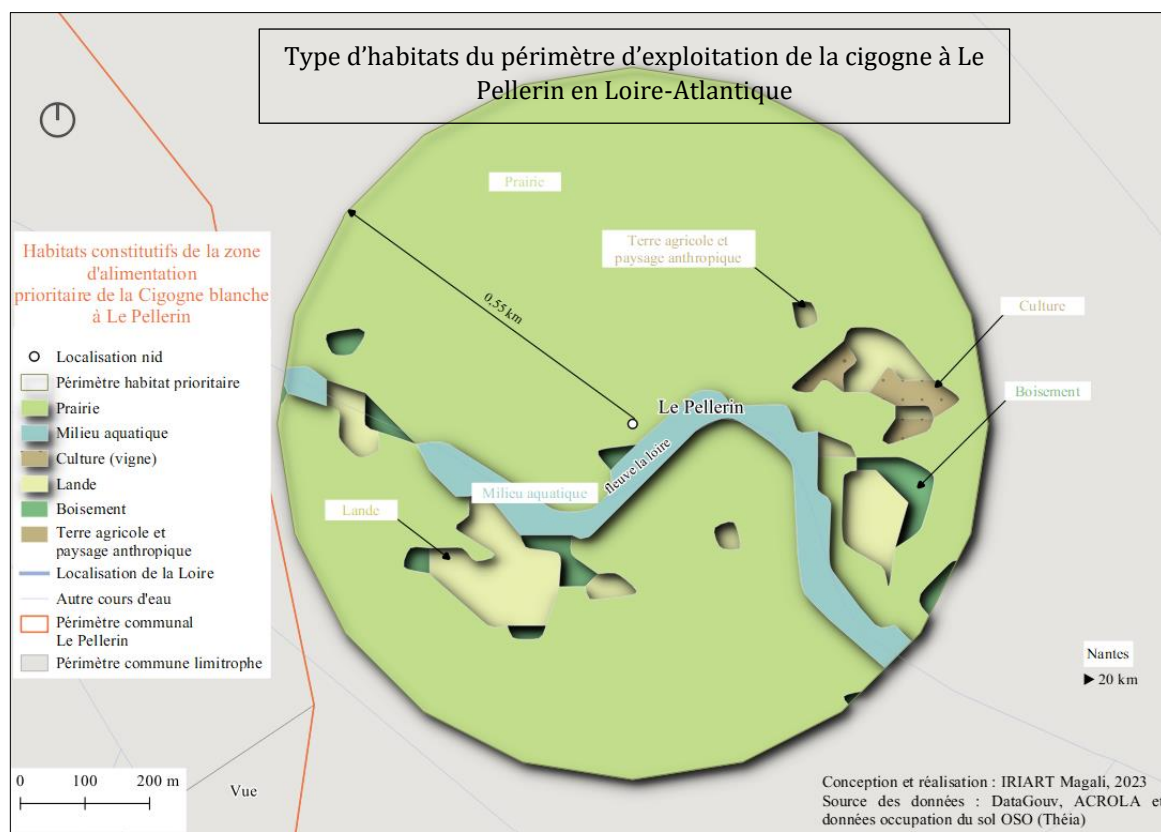 Type d’habitats du périmètre d’exploitation de la cigogne à Le
Pellerin en Loire-Atlantique
Prairie
Terre agricole et
paysage anthropique
0,55 km
Culture
Boisement
Le Pellerin
fleuve la loire
Milieu aquatique
Lande
Habitats constitutifs de la zone
d'alimentation
prioritaire de la Cigogne blanche
à Le Pellerin
Localisation nid
Périmètre habitat prioritaire
Prairie
Milieu aquatique
Culture (vigne)
Lande
Boisement
Terre agricole et
paysage anthropique
Localisation de la Loire
Autre cours d'eau
Périmètre communal
Le Pellerin
Périmètre commune limitrophe
Nantes
20 km
0 100 200 m
Vue
Conception et réalisation : IRIART Magali, 2023
Source des données : DataGouv, ACROLA et
données occupation du sol OSO (Théia)